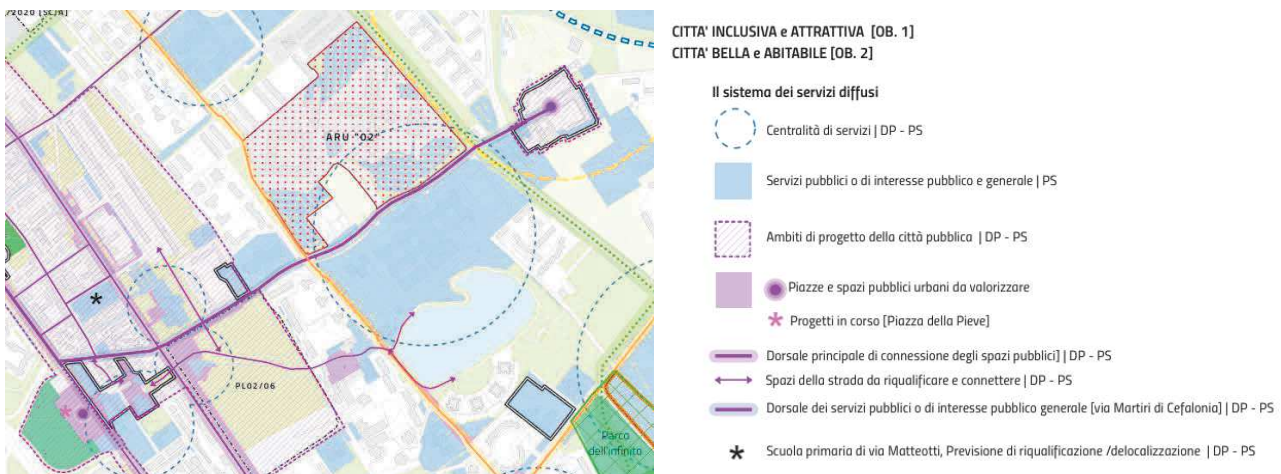 /2020 [SC/R]
ARU "02"
PL02/06
Parco
dell'infinito
CITTA' INCLUSIVA e ATTRATTIVA [OB. 1]
CITTA' BELLA e ABITABILE [OB. 2]
Il sistema dei servizi diffusi
Centralità di servizi | DP - PS
Servizi pubblici o di interesse pubblico e generale | PS
Ambiti di progetto della città pubblica | DP - PS
Piazze e spazi pubblici urbani da valorizzare
Progetti in corso [Piazza della Pieve]
Dorsale principale di connessione degli spazi pubblici] | DP - PS
Spazi della strada da riqualificare e connettere | DP - PS
Dorsale dei servizi pubblici o di interesse pubblico generale [via Martiri di Cefalonia] | DP - PS
Scuola primaria di via Matteotti, Previsione di riqualificazione /delocalizzazione | DP - PS